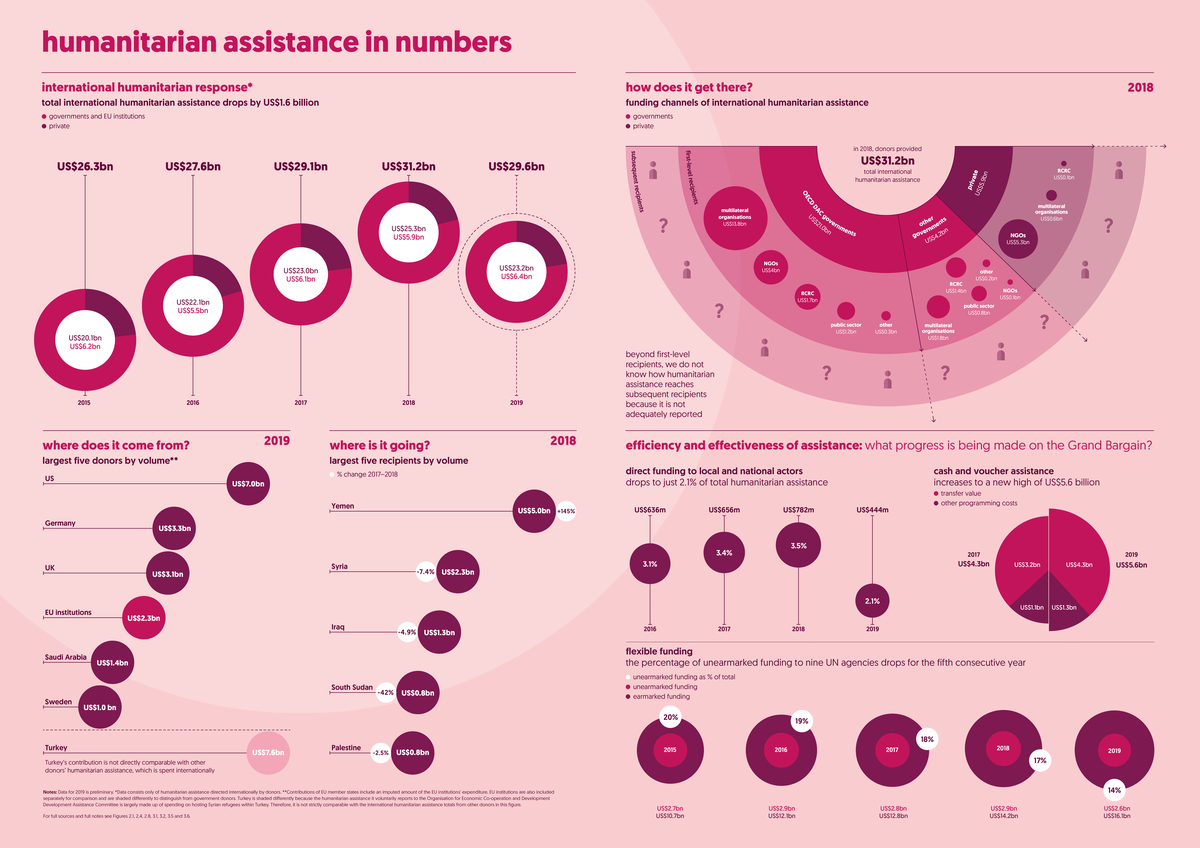 humanitarian assistance in numbers
international humanitarian response*
total international humanitarian assistance drops by US$1.6 billion
governments and EU institutions
private
US$26.3bn
US$27.6bn
US$29.1bn
US$31.2bn
US$29.6bn
US$20.1bn
US$6.2bn
US$22.1bn
US$5.5bn
US$23.0bn
US$6.1bn
US$25.3bn
US$5.9bn
US$23.2bn
US$6.4bn
2015
2016
2017
2018
2019
where does it come from?
2019
largest five donors by volume**
US
US$7.0bn
Germany
US$3.3bn
UK
US$3.1bn
EU institutions
US$2.3bn
Saudi Arabia
US$1.4bn
Sweden
US$1.0 bn
Turkey
US$7.6bn
Turkey's contribution is not directly comparable with other
donors' humanitarian assistance, which is spent internationally
where is it going?
2018
largest five recipients by volume
% change 2017–2018
Yemen
US$5.0bn
+145%
Syria
-7.4%
US$2.3bn
Iraq
-4.9%
US$1.3bn
South Sudan
-42%
US$0.8bn
Palestine
-2.5%
US$0.8bn
Notes: Data for 2019 is preliminary. *Data consists only of humanitarian assistance directed internationally by donors. **Contributions of EU member states include an imputed amount of the EU institutions' expenditure. EU institutions are also included
separately for comparison and are shaded differently to distinguish from government donors. Turkey is shaded differently because the humanitarian assistance it voluntarily reports to the Organisation for Economic Co-operation and Development
Development Assistance Committee is largely made up of spending on hosting Syrian refugees within Turkey. Therefore, it is not strictly comparable with the international humanitarian assistance totals from other donors in this figure.
For full sources and full notes see Figures 2.1, 2.4, 2.8, 3.1, 3.2, 3.5 and 3.6.
how does it get there?
2018
funding channels of international humanitarian assistance
governments
private
subsequent recipients
first-level recipients
in 2018, donors provided
US$31.2bn
total international
humanitarian assistance
OECD DAC governments
US$21.0bn
other
governments
US$4.2bn
private
US$5.9bn
multilateral
organisations
US$13.8bn
NGOs
US$4bn
RCRC
US$1.7bn
public sector
US$1.2bn
other
US$0.3bn
RCRC
US$1.4bn
other
US$0.0bn
NGOs
US$0.1bn
public sector
US$0.8bn
multilateral
organisations
US$1.8bn
RCRC
US$0.1bn
multilateral
organisations
US$0.6bn
NGOs
US$5.3bn
?
?
?
?
?
?
beyond first-level
recipients, we do not
know how humanitarian
assistance reaches
subsequent recipients
because it is not
adequately reported
efficiency and effectiveness of assistance: what progress is being made on the Grand Bargain?
direct funding to local and national actors
drops to just 2.1% of total humanitarian assistance
US$636m
US$656m
US$782m
US$444m
3.1%
3.4%
3.5%
2.1%
2016
2017
2018
2019
cash and voucher assistance
increases to a new high of US$5.6 billion
transfer value
other programming costs
2017
US$4.3bn
US$3.2bn
US$1.1bn
US$4.3bn
US$1.3bn
2019
US$5.6bn
flexible funding
the percentage of unearmarked funding to nine UN agencies drops for the fifth consecutive year
unearmarked funding as % of total
unearmarked funding
earmarked funding
20%
2015
19%
2016
18%
2017
17%
2018
14%
2019
US$2.7bn
US$10.7bn
US$2.9bn
US$12.1bn
US$2.8bn
US$12.8bn
US$2.9bn
US$14.2bn
US$2.6bn
US$16.1bn